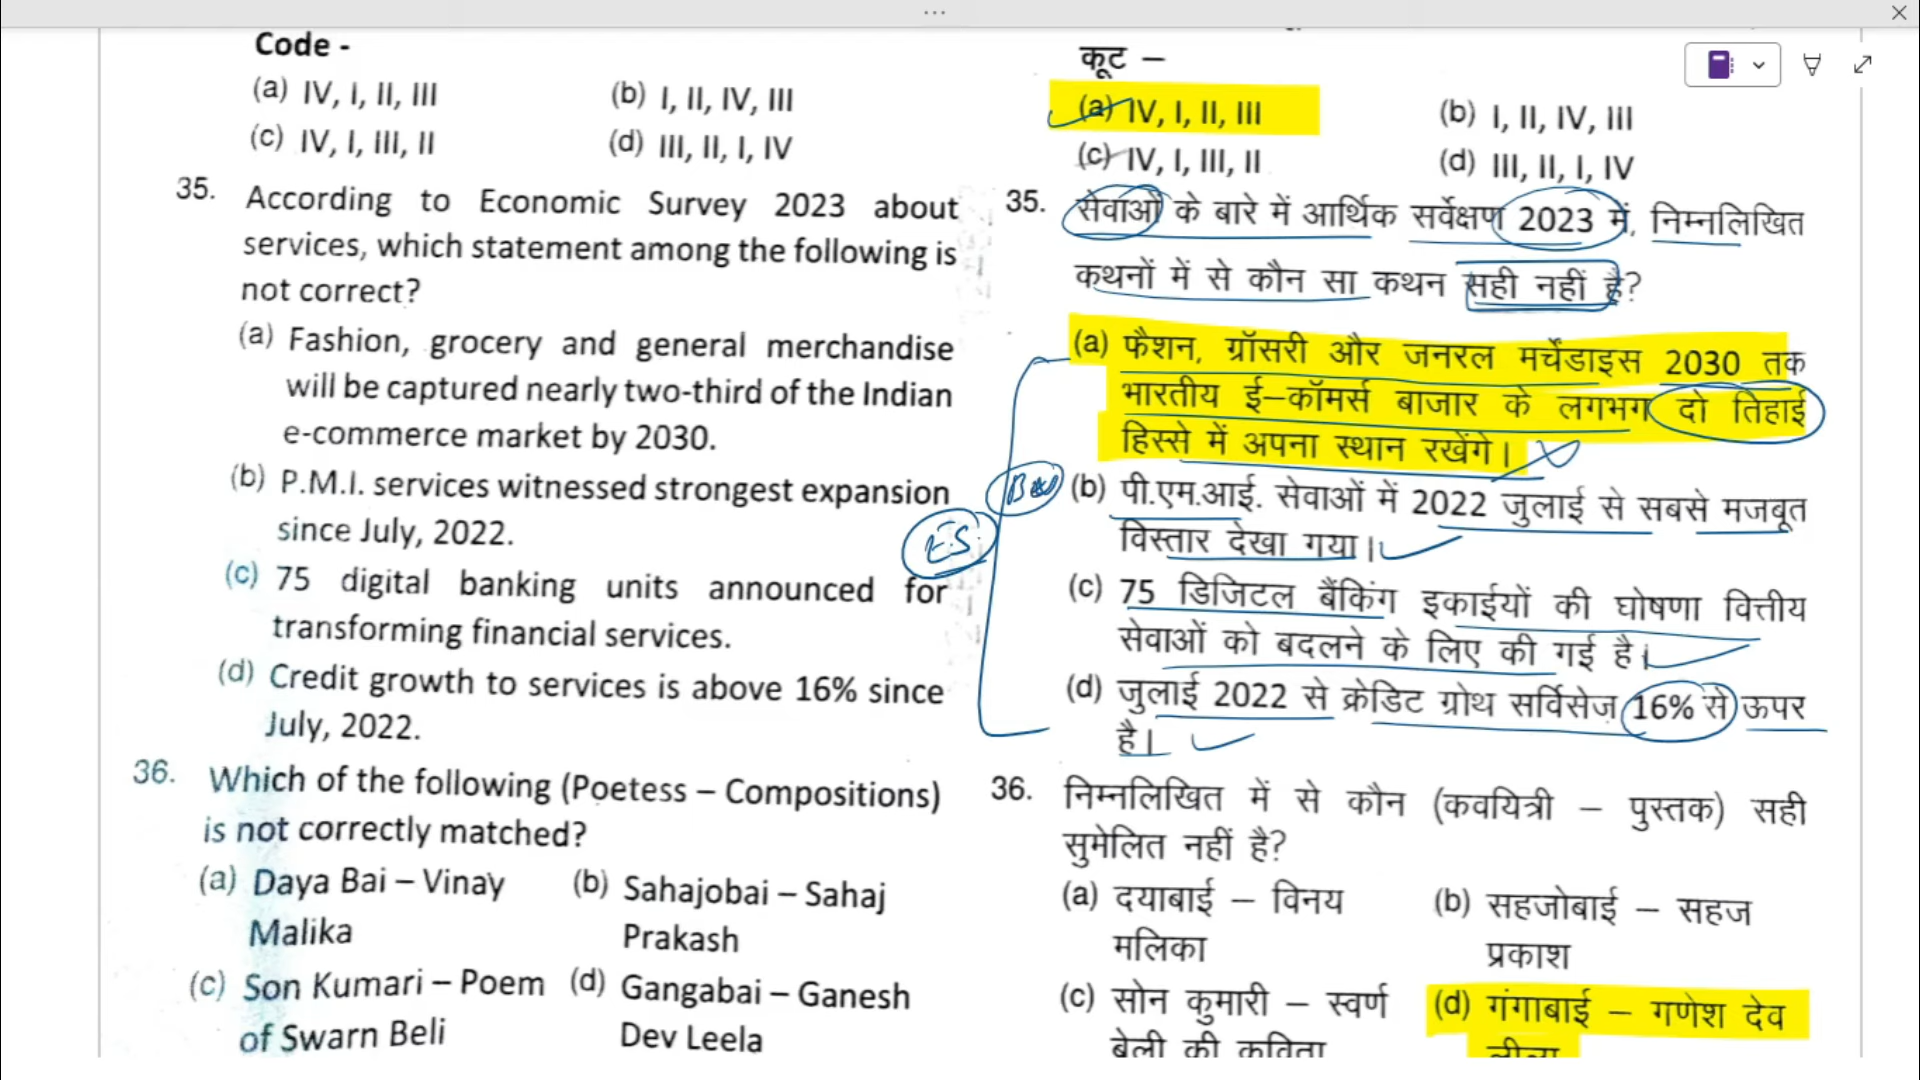 Code -
(a) IV, I, II, III
(b) I, II, IV, III
(c) IV, I, III, II
(d) III, II, I, IV
35. According to Economic Survey 2023 about
services, which statement among the following is
not correct?
(a) Fashion, grocery and general merchandise
will be captured nearly two-third of the Indian
e-commerce market by 2030.
(b) P.M.I. services witnessed strongest expansion
since July, 2022.
(c) 75 digital banking units announced for
transforming financial services.
(d) Credit growth to services is above 16% since
July, 2022.
36. Which of the following (Poetess – Compositions)
is not correctly matched?
(a) Daya Bai – Vinay
Malika
(b) Sahajobai – Sahaj
Prakash
(c) Son Kumari – Poem
of Swarn Beli
(d) Gangabai – Ganesh
Dev Leela
कूट –
(a) IV, I, II, III
(b) I, II, IV, III
(c) IV, I, III, II
(d) III, II, I, IV
35. सेवाओं के बारे में आर्थिक सर्वेक्षण 2023 में, निम्नलिखित
कथनों में से कौन सा कथन सही नहीं है?
(a) फैशन, ग्रॉसरी और जनरल मर्चेंडाइस 2030 तक
भारतीय ई–कॉमर्स बाजार के लगभग दो तिहाई
हिस्से में अपना स्थान रखेंगे।
(b) पी.एम.आई. सेवाओं में 2022 जुलाई से सबसे मजबूत
विस्तार देखा गया।
ES
(c) 75 डिजिटल बैंकिंग इकाईयों की घोषणा वित्तीय
सेवाओं को बदलने के लिए की गई है।
(d) जुलाई 2022 से क्रेडिट ग्रोथ सर्विसेज 16% से ऊपर
है।
36. निम्नलिखित में से कौन (कवयित्री – पुस्तक) सही
सुमेलित नहीं है?
(a) दयाबाई – विनय
मलिका
(b) सहजोबाई – सहज
प्रकाश
(c) सोन कुमारी – स्वर्ण
बेली की कविता
(d) गंगाबाई – गणेश देव
लीला